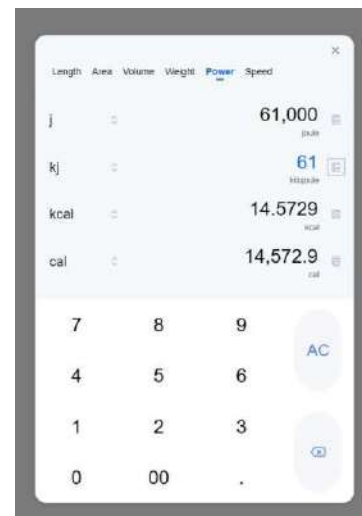 Length Area Volume Weight Power Speed
j 61,000
joule
kj 61
kilojoule
kcal 14.5729
kcal
cal 14,572.9
cal
7 8 9
AC
4 5 6
1 2 3
0 00 .